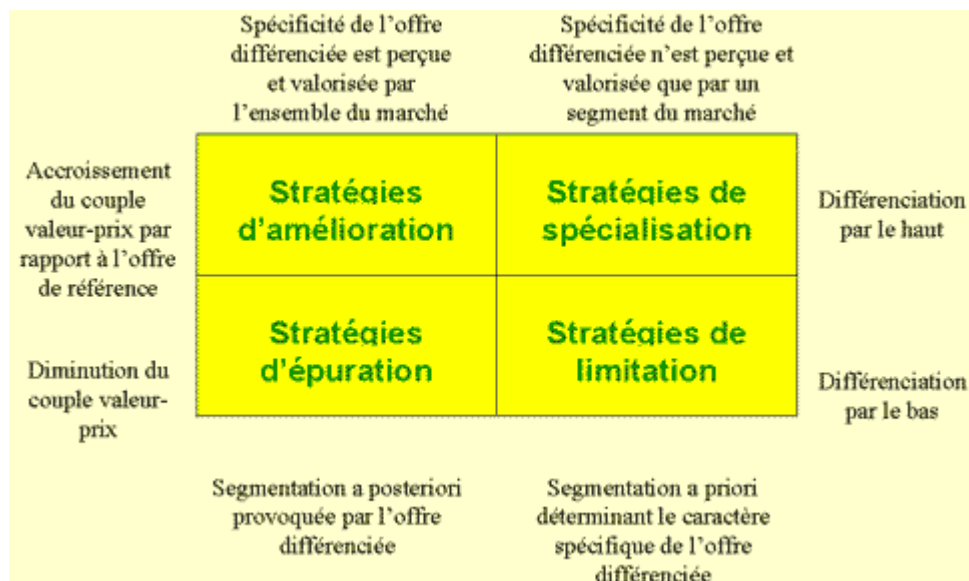 Spécificité de l'offre
différenciée est perçue
et valorisée par
l'ensemble du marché
Spécificité de l'offre
différenciée n'est perçue et
valorisée que par un
segment du marché
Accroissement
du couple
valeur-prix par
rapport à l'offre
de référence
Stratégies
d'amélioration
Stratégies de
spécialisation
Différenciation
par le haut
Diminution du
couple valeur-
prix
Stratégies
d'épuration
Stratégies de
limitation
Différenciation
par le bas
Segmentation a posteriori
provoquée par l'offre
différenciée
Segmentation a priori
déterminant le caractère
spécifique de l'offre
différenciée